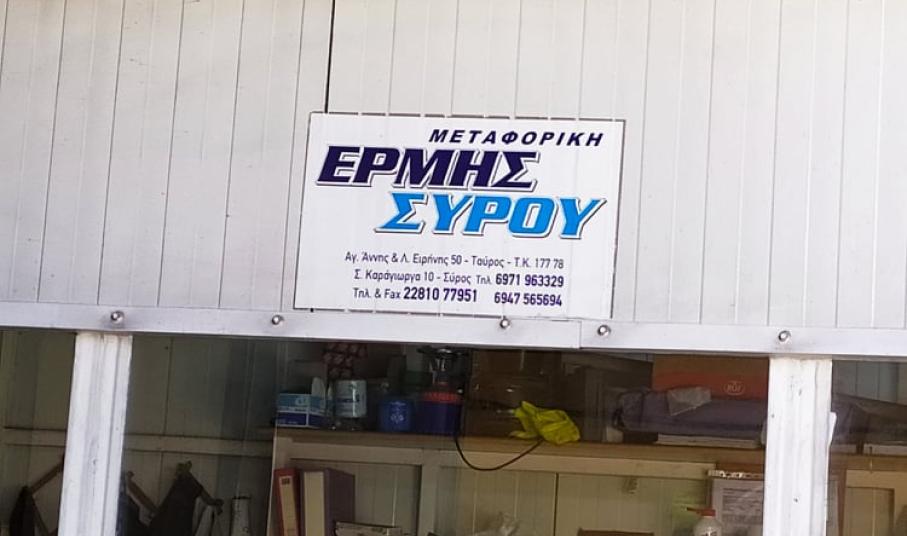 ΜΕΤΑΦΟΡΙΚΗ
ΕΡΜΗΣ
ΣΥΡΟΥ
Αγ. Άννης & Λ. Ειρήνης 50 - Ταύρος - Τ.Κ. 177 78
Σ. Καράγιωργα 10 - Σύρος Τηλ. 6971 963329
Τηλ. & Fax 22810 77951 6947 565694